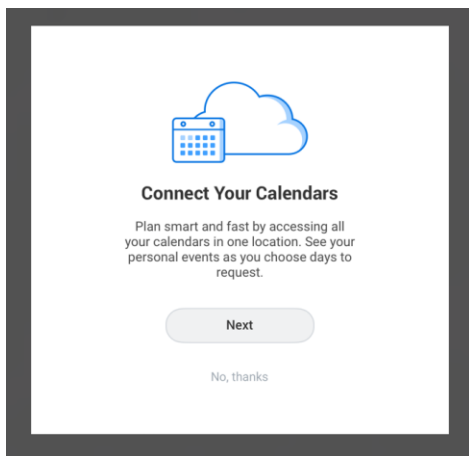 Connect Your Calendars
Plan smart and fast by accessing all
your calendars in one location. See your
personal events as you choose days to
request.
Next
No, thanks